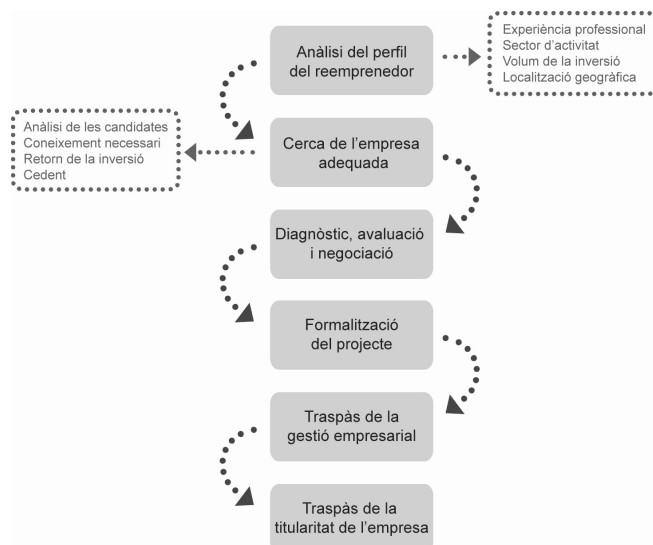 Anàlisi del perfil
del reemprenedor
Experiència professional
Sector d'activitat
Volum de la inversió
Localització geogràfica
Cerca de l'empresa
adequada
Anàlisi de les candidates
Coneixement necessari
Retorn de la inversió
Cedent
Diagnòstic, avaluació
i negociació
Formalització
del projecte
Traspàs de la
gestió empresarial
Traspàs de la
titularitat de l'empresa